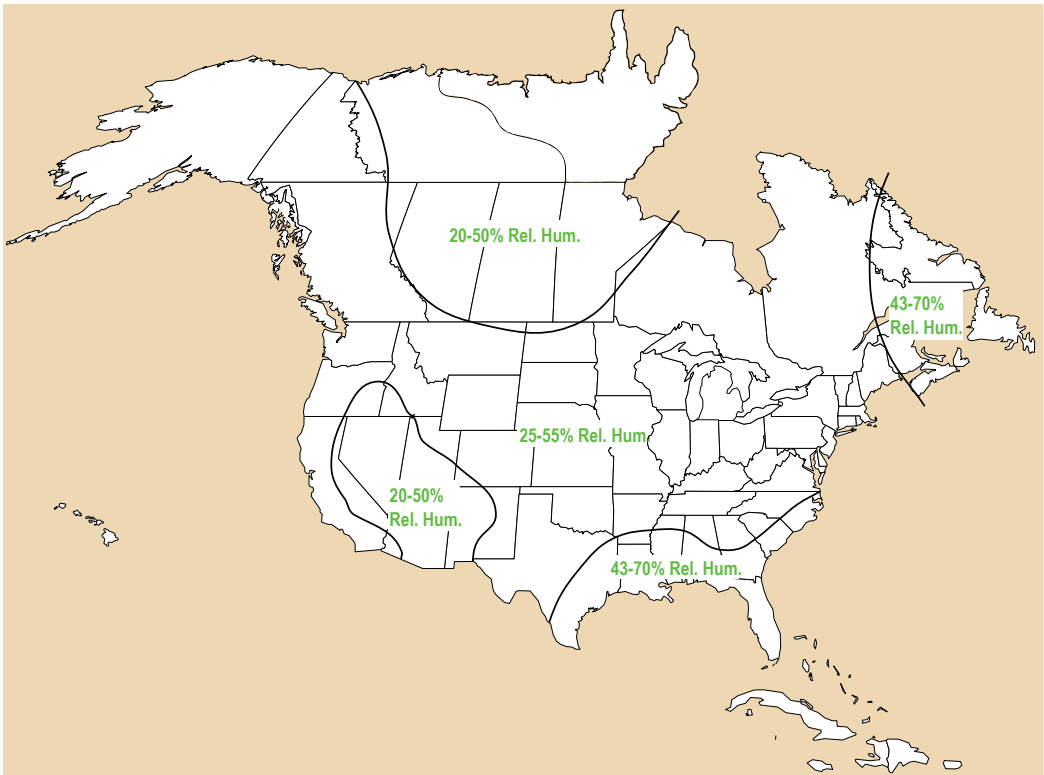 20-50% Rel. Hum.
43-70%
Rel. Hum.
25-55% Rel. Hum.
20-50%
Rel. Hum.
43-70% Rel. Hum.